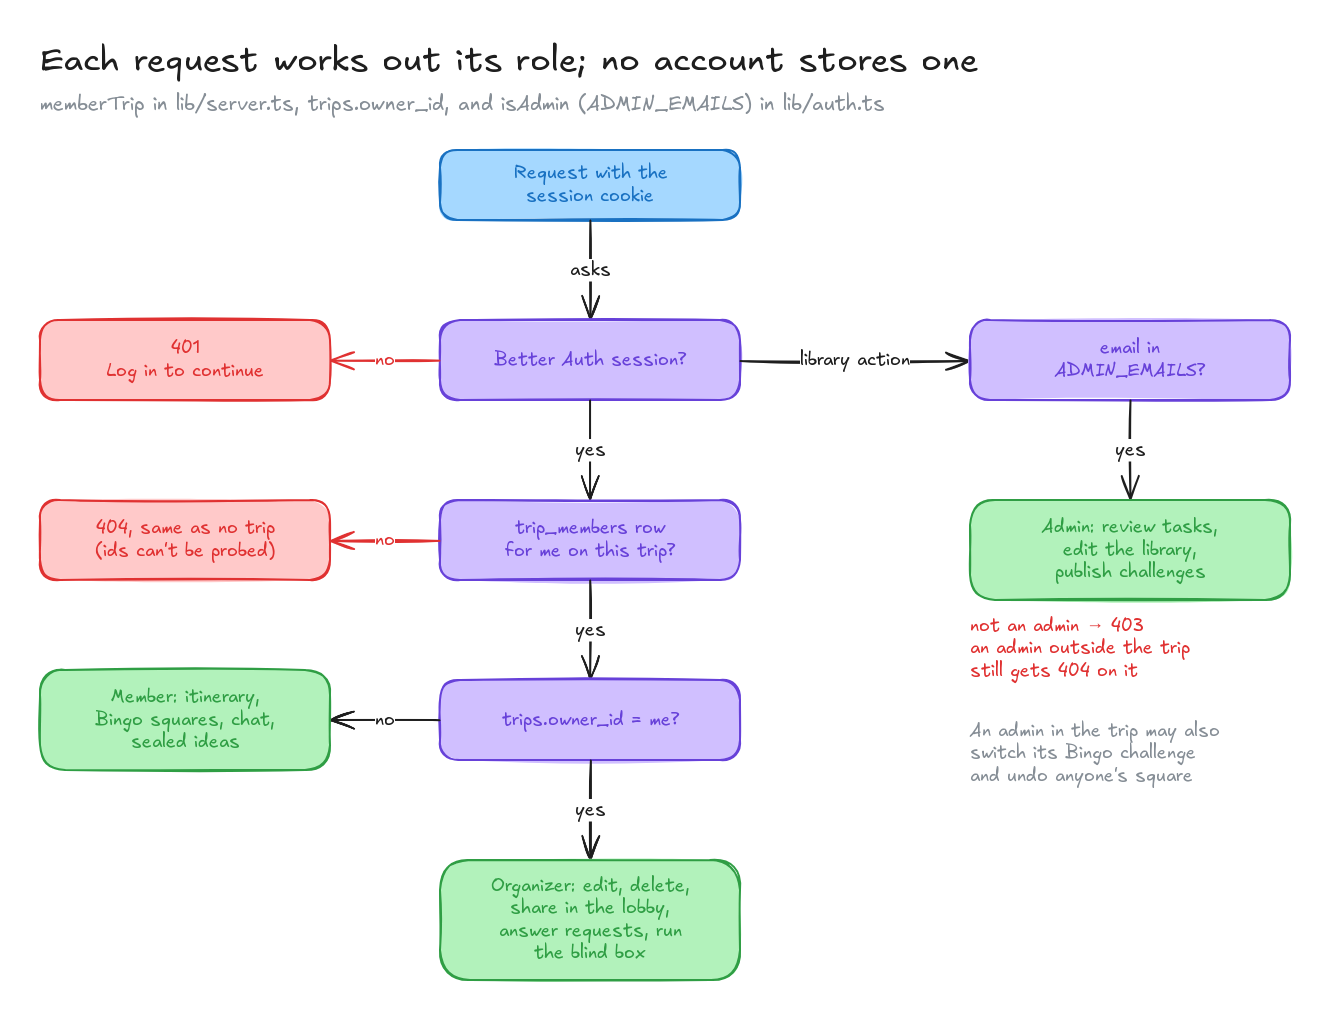 Each request works out its role; no account stores one
memberTrip in lib/server.ts, trips.owner_id, and isAdmin (ADMIN_EMAILS) in lib/auth.ts
Request with the
session cookie
asks
401
Log in to continue
no
Better Auth session?
library action
email in
ADMIN_EMAILS?
yes
yes
404, same as no trip
(ids can't be probed)
no
trip_members row
for me on this trip?
Admin: review tasks,
edit the library,
publish challenges
not an admin → 403
an admin outside the trip
still gets 404 on it
yes
Member: itinerary,
Bingo squares, chat,
sealed ideas
no
trips.owner_id = me?
An admin in the trip may also
switch its Bingo challenge
and undo anyone's square
yes
Organizer: edit, delete,
share in the lobby,
answer requests, run
the blind box